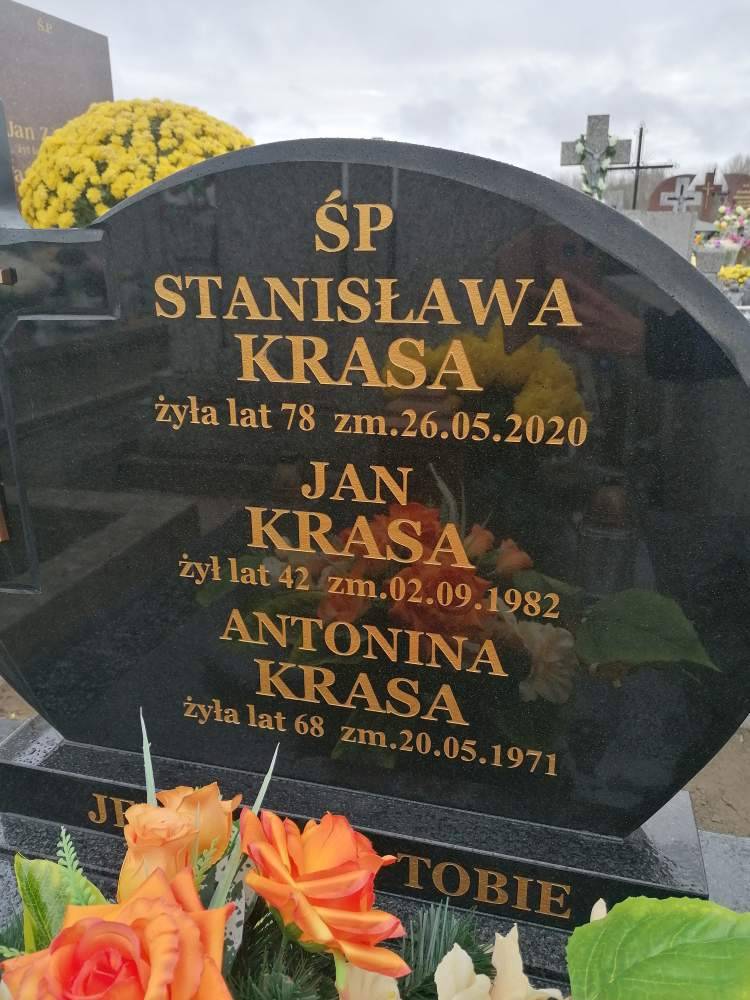 Ś.P.
Jan
ŚP
STANISŁAWA
KRASA
żyła lat 78 zm.26.05.2020
JAN
KRASA
żył lat 42 zm.02.09.1982
ANTONINA
KRASA
żyła lat 68 zm.20.05.1971
TOBIE